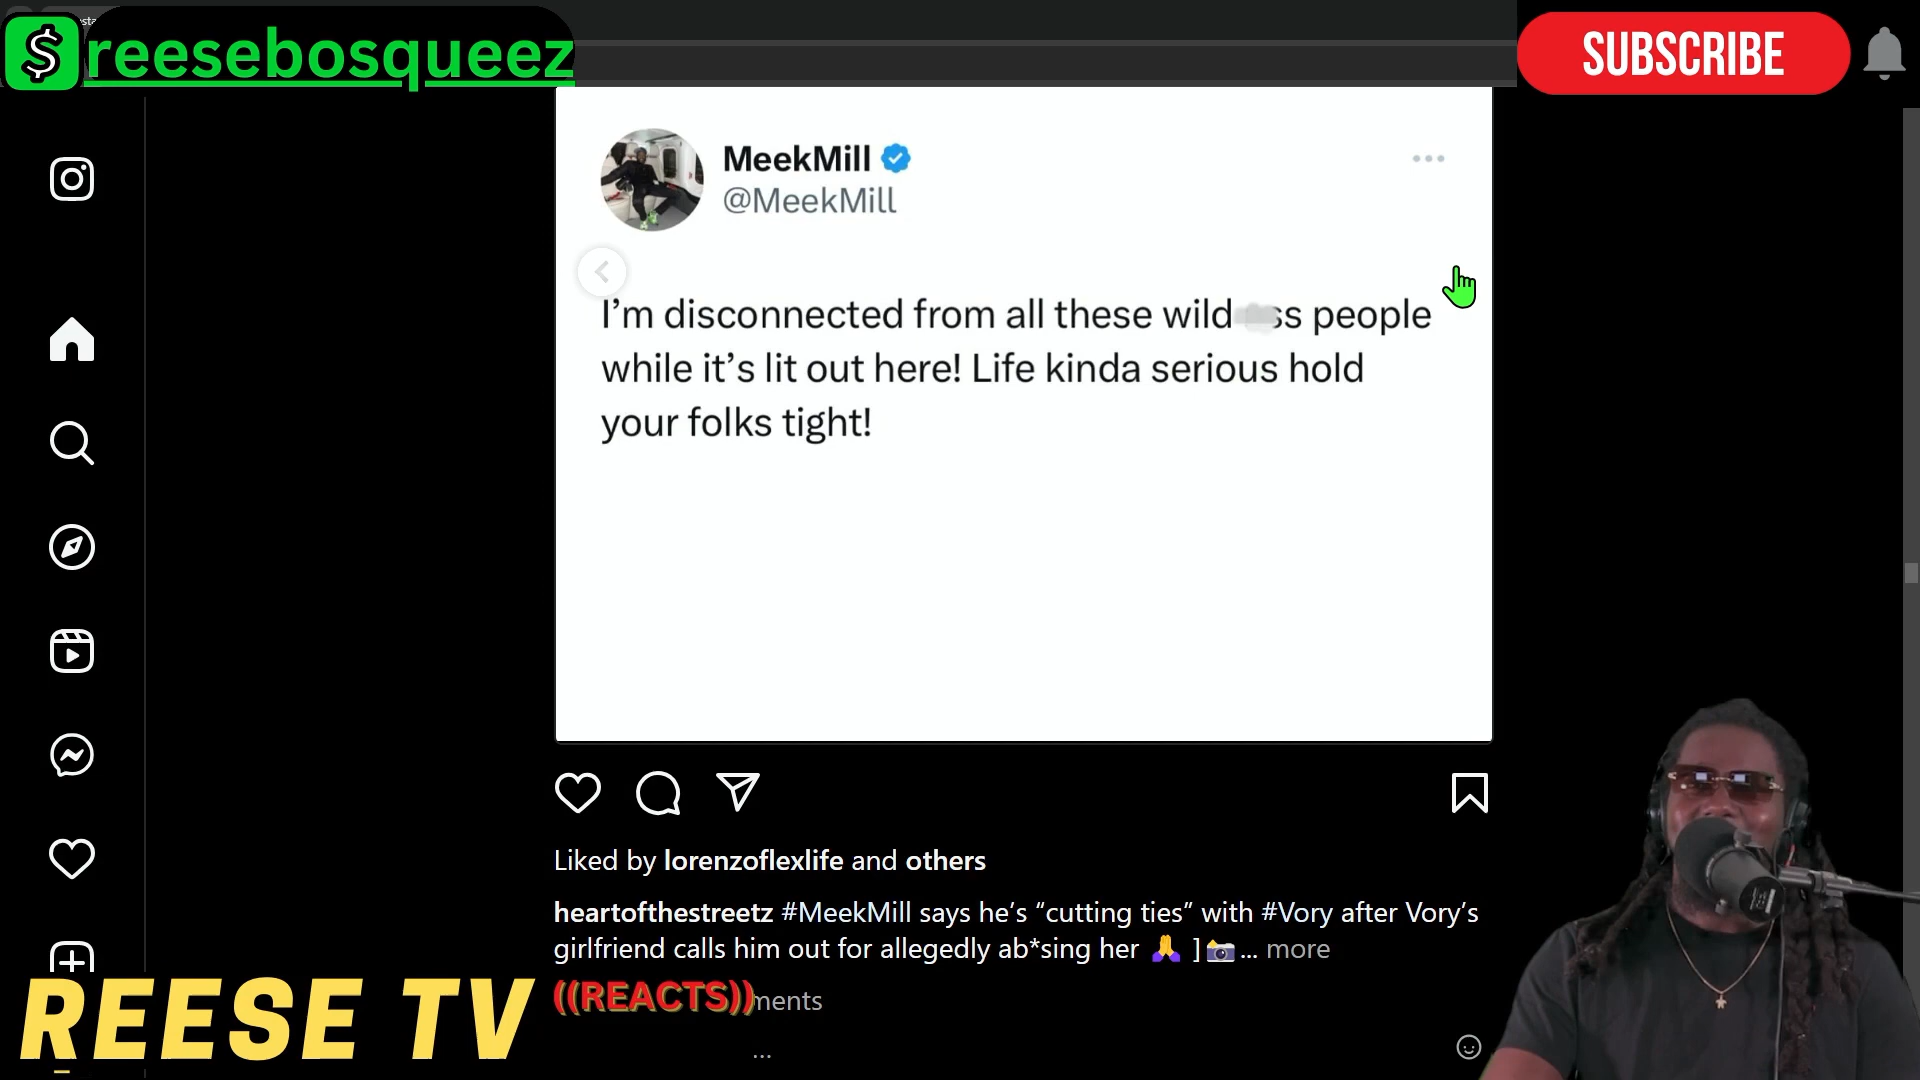 $reesebosqueez
SUBSCRIBE
MeekMill
@MeekMill
I'm disconnected from all these wild ss people
while it's lit out here! Life kinda serious hold
your folks tight!
Liked by lorenzoflexlife and others
heartofthestreetz #MeekMill says he's “cutting ties” with #Vory after Vory's
girlfriend calls him out for allegedly ab*sing her 🙏 ] 📸... more
REESE TV ((REACTS)) ments
...